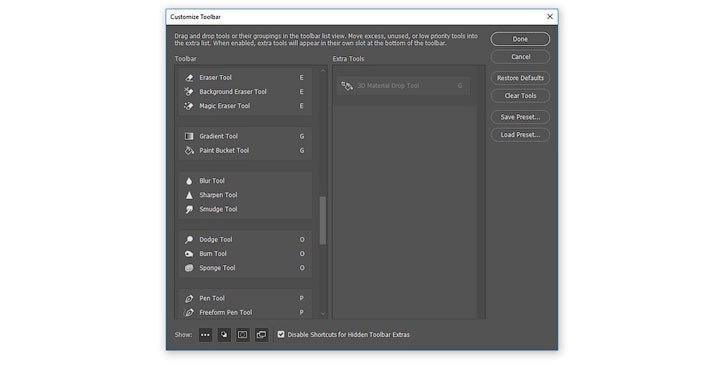 Customize Toolbar
Drag and drop tools or their groupings in the toolbar list view. Move excess, unused, or low priority tools into
the extra list. When enabled, extra tools will appear in their own slot at the bottom of the toolbar.
Toolbar
Extra Tools
Eraser Tool E
Background Eraser Tool E
Magic Eraser Tool E
Gradient Tool G
Paint Bucket Tool G
Blur Tool
Sharpen Tool
Smudge Tool
Dodge Tool O
Burn Tool O
Sponge Tool O
Pen Tool P
Freeform Pen Tool P
3D Material Drop Tool G
Done
Cancel
Restore Defaults
Clear Tools
Save Preset...
Load Preset...
Show:
Disable Shortcuts for Hidden Toolbar Extras